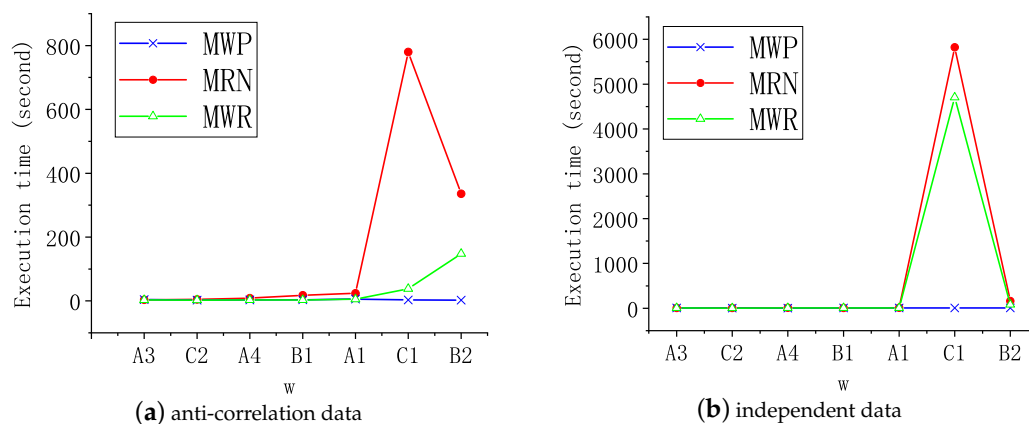 MWP
MRN
MWR
800
600
400
200
0
Execution time (second)
A3 C2 A4 B1 A1 C1 B2
w
(a) anti-correlation data
MWP
MRN
MWR
6000
5000
4000
3000
2000
1000
0
Execution time (second)
A3 C2 A4 B1 A1 C1 B2
w
(b) independent data